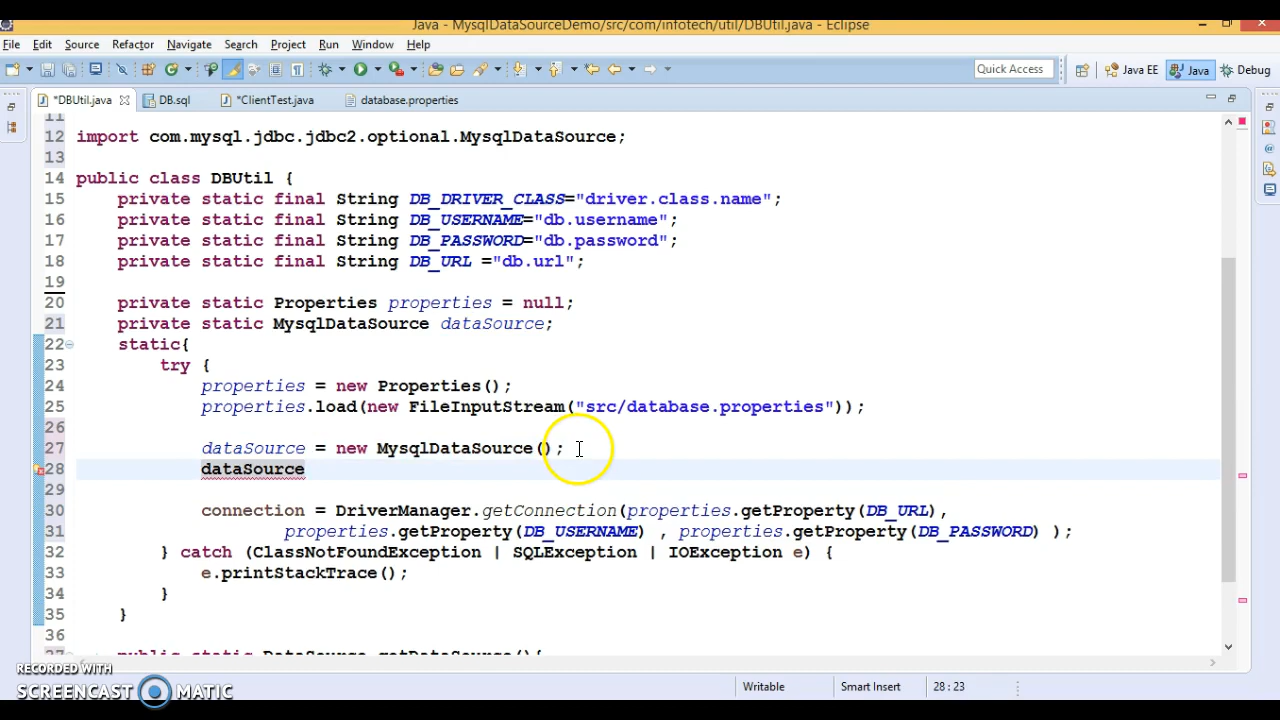 Java - MysqlDataSourceDemo/src/com/infotech/util/DBUtil.java - Eclipse
File Edit Source Refactor Navigate Search Project Run Window Help
Quick Access Java EE Java Debug
*DBUtil.java DB.sql *ClientTest.java database.properties
11
12 import com.mysql.jdbc.jdbc2.optional.MysqlDataSource;
13
14 public class DBUtil {
15 private static final String DB_DRIVER_CLASS="driver.class.name";
16 private static final String DB_USERNAME="db.username";
17 private static final String DB_PASSWORD="db.password";
18 private static final String DB_URL ="db.url";
19
20 private static Properties properties = null;
21 private static MysqlDataSource dataSource;
22 static{
23 try {
24 properties = new Properties();
25 properties.load(new FileInputStream("src/database.properties"));
26
27 dataSource = new MysqlDataSource();
28 dataSource
29
30 connection = DriverManager.getConnection(properties.getProperty(DB_URL),
31 properties.getProperty(DB_USERNAME) , properties.getProperty(DB_PASSWORD) );
32 } catch (ClassNotFoundException | SQLException | IOException e) {
33 e.printStackTrace();
34 }
35 }
36
37 public static DataSource getDataSource(){
RECORDED WITH
SCREENCAST MATIC
Writable Smart Insert 28 : 23